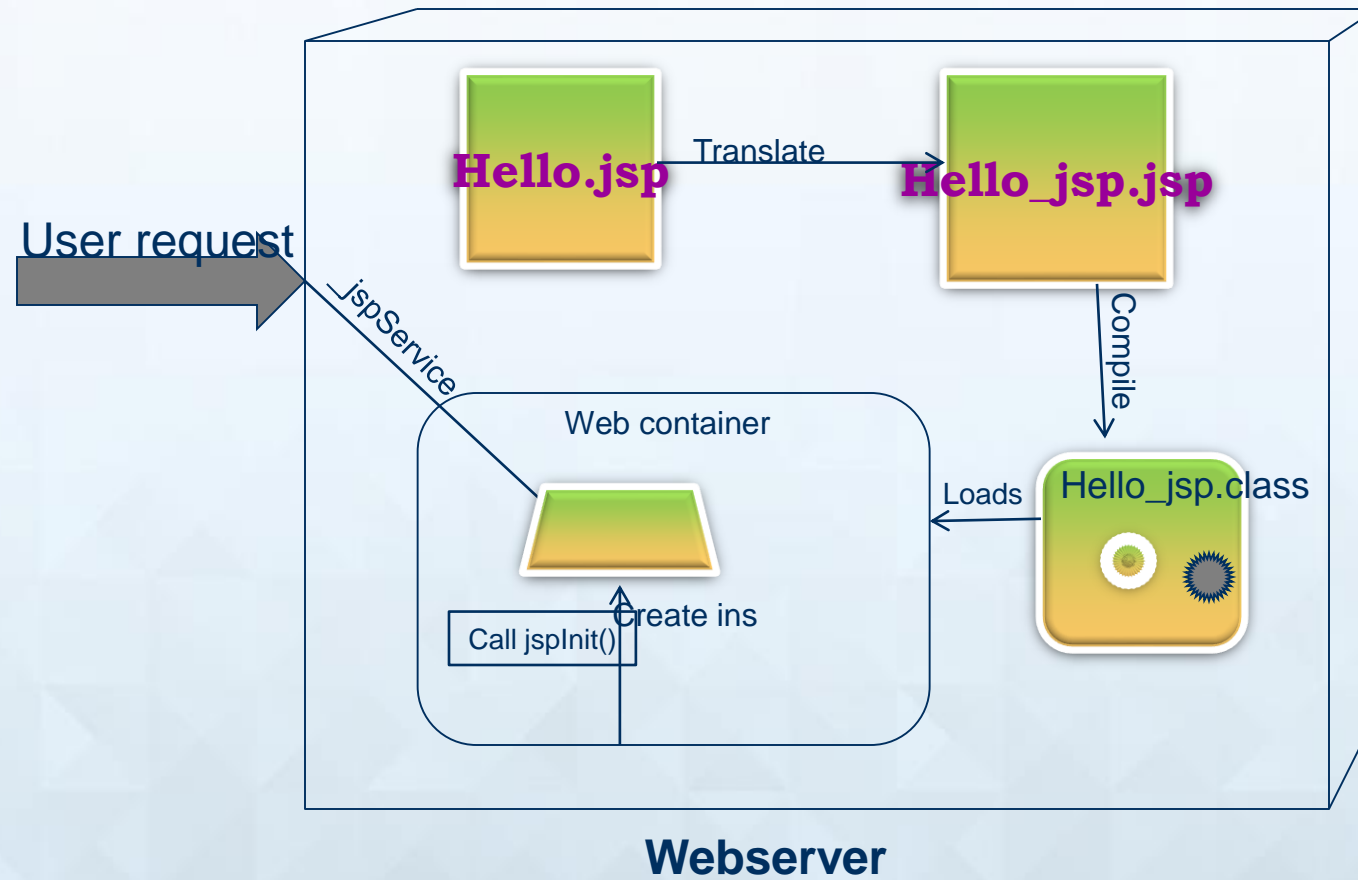 Translate
Hello.jsp
Hello_jsp.jsp
User request
_jspService
Compile
Web container
Loads
Hello_jsp.class
Create ins
Call jspInit()
Webserver